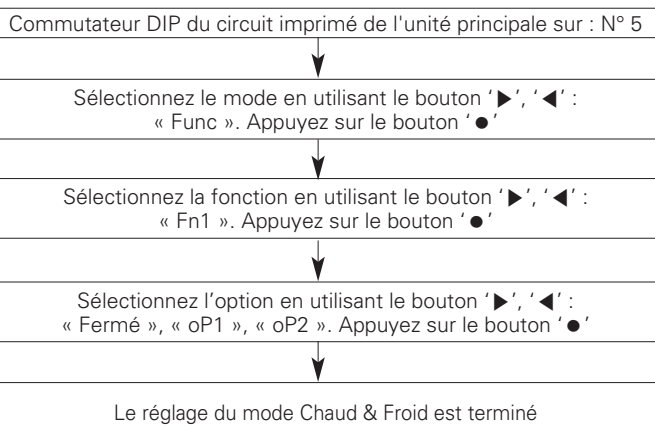 Commutateur DIP du circuit imprimé de l'unité principale sur : N° 5
Sélectionnez le mode en utilisant le bouton ‘▶’, ‘◀’ :
« Func ». Appuyez sur le bouton ‘●’
Sélectionnez la fonction en utilisant le bouton ‘▶’, ‘◀’ :
« Fn1 ». Appuyez sur le bouton ‘●’
Sélectionnez l’option en utilisant le bouton ‘▶’, ‘◀’ :
« Fermé », « oP1 », « oP2 ». Appuyez sur le bouton ‘●’
Le réglage du mode Chaud & Froid est terminé